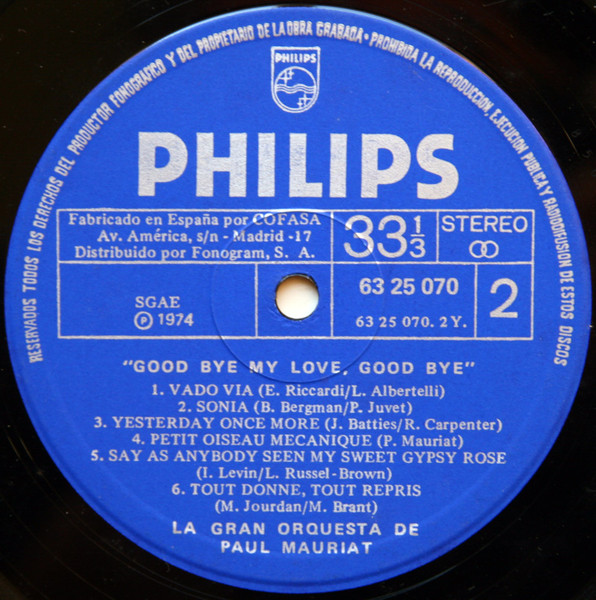 RESERVADOS TODOS LOS DERECHOS DEL PRODUCTOR FONOGRAFICO Y DEL PROPIETARIO DE LA OBRA GRABADA • PROHIBIDA LA REPRODUCCION, EJECUCION PUBLICA Y RADIODIFUSION DE ESTOS DISCOS
PHILIPS
PHILIPS
Fabricado en España por COFASA
Av. América, s/n - Madrid -17
Distribuido por Fonogram, S. A.
33 1/3
STEREO
SGAE
℗ 1974
63 25 070
63 25 070. 2 Y.
2
"GOOD BYE MY LOVE, GOOD BYE"
1. VADO VIA (E. Riccardi/L. Albertelli)
2. SONIA (B. Bergman/P. Juvet)
3. YESTERDAY ONCE MORE (J. Batties/R. Carpenter)
4. PETIT OISEAU MECANIQUE (P. Mauriat)
5. SAY AS ANYBODY SEEN MY SWEET GYPSY ROSE
(I. Levin/L. Russel-Brown)
6. TOUT DONNE, TOUT REPRIS
(M. Jourdan/M. Brant)
LA GRAN ORQUESTA DE
PAUL MAURIAT